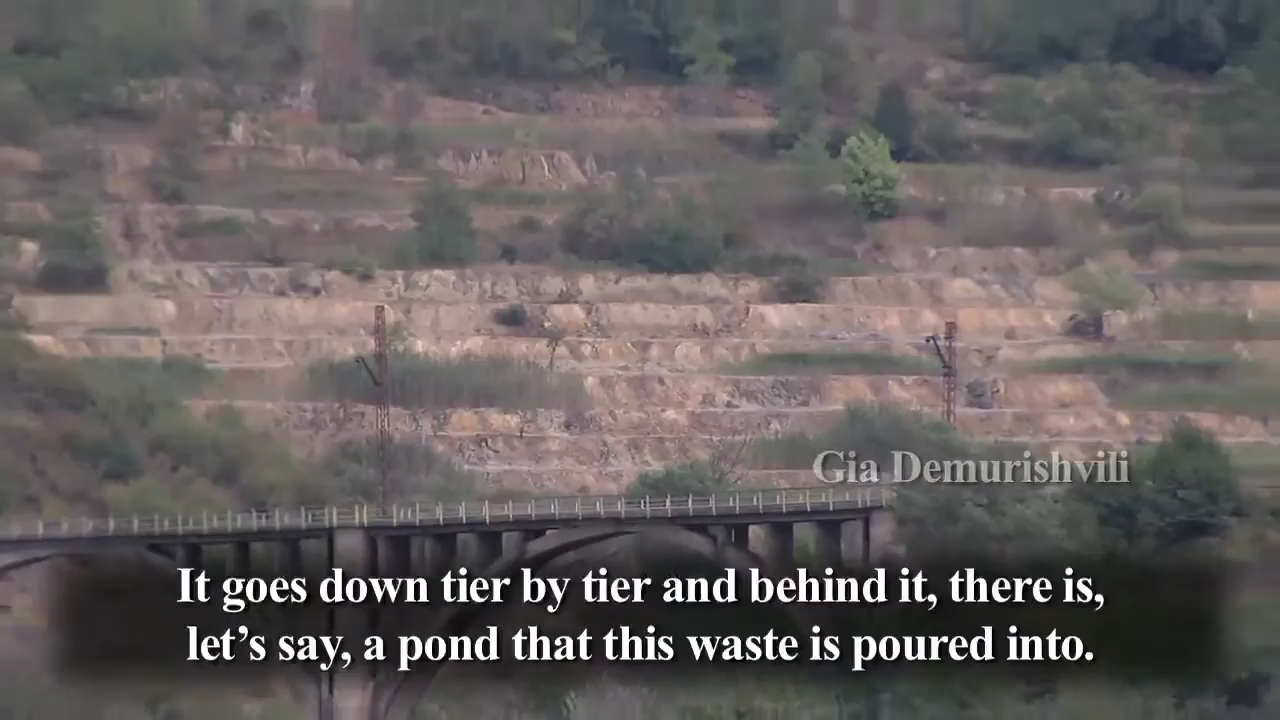 Gia Demurishvili
It goes down tier by tier and behind it, there is,
let’s say, a pond that this waste is poured into.